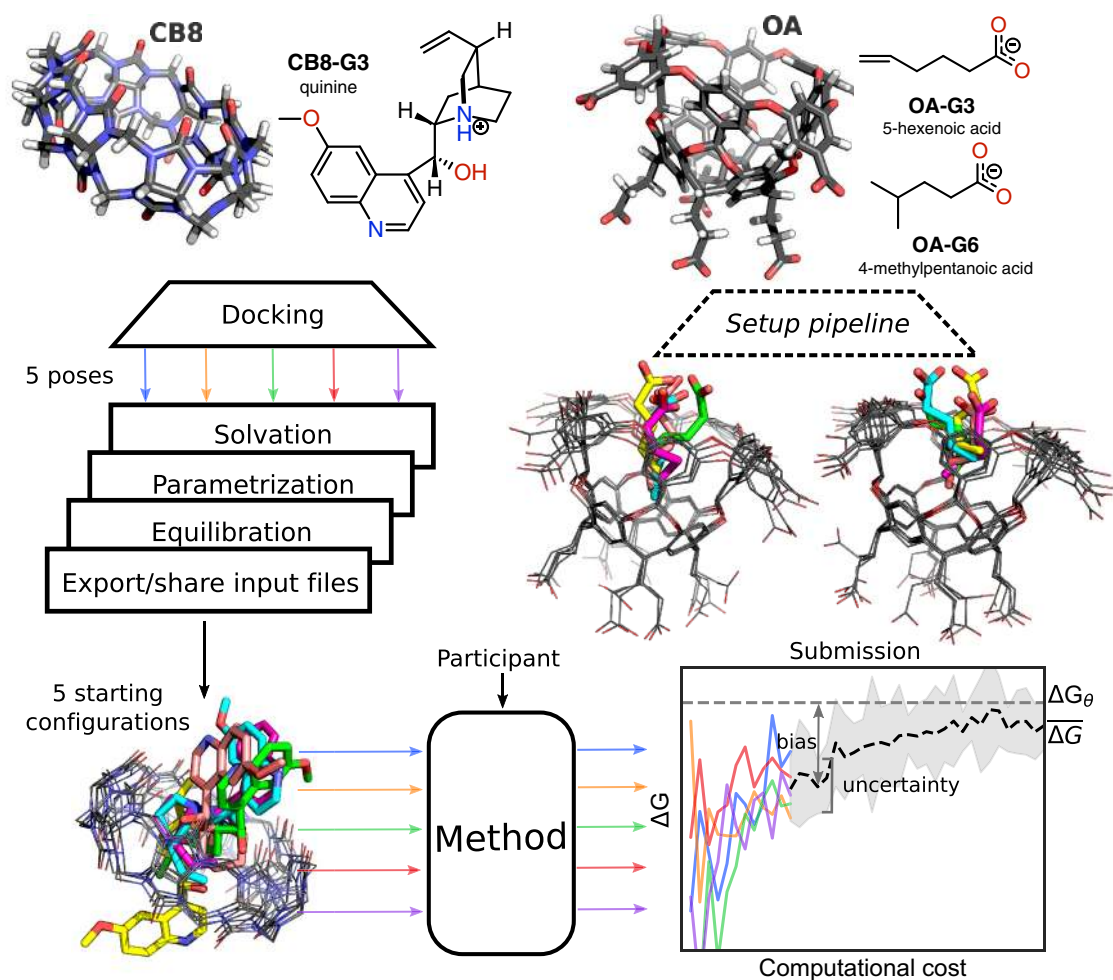 CB8
CB8-G3
quinine
H
H
N
H
⊕
O
H
OH
N
OA
O
⊖
O
OA-G3
5-hexenoic acid
O
⊖
O
OA-G6
4-methylpentanoic acid
Docking
5 poses
Solvation
Parametrization
Equilibration
Export/share input files
Setup pipeline
5 starting
configurations
Participant
Method
Submission
ΔG
bias
uncertainty
ΔGθ
ΔG
Computational cost